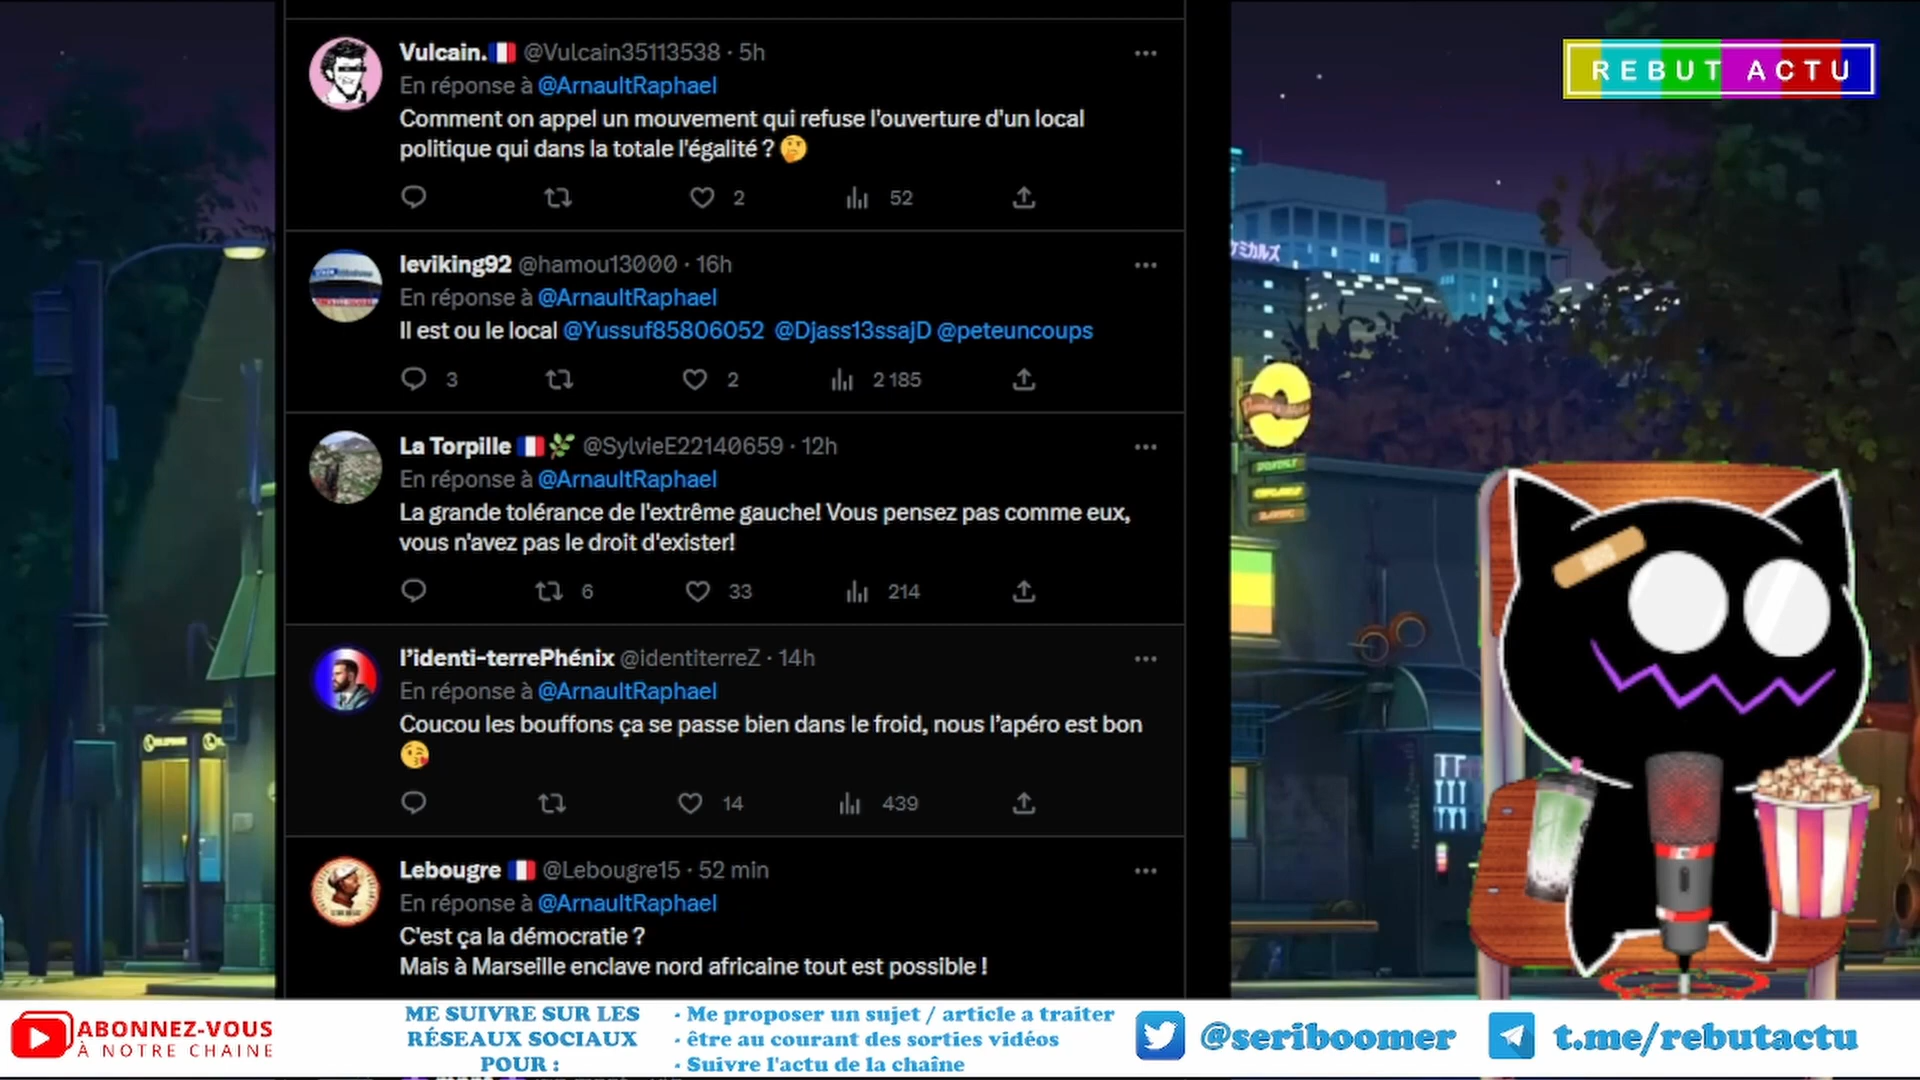 Vulcain.🇫🇷 @Vulcain35113538 · 5h
En réponse à @ArnaultRaphael
Comment on appel un mouvement qui refuse l'ouverture d'un local
politique qui dans la totale l'égalité ? 🤔
2 52
leviking92 @hamou13000 · 16h
En réponse à @ArnaultRaphael
Il est ou le local @Yussuf85806052 @Djass13ssajD @peteuncoups
3 2 2 185
La Torpille 🇫🇷🌿 @SylvieE22140659 · 12h
En réponse à @ArnaultRaphael
La grande tolérance de l'extrême gauche! Vous pensez pas comme eux,
vous n'avez pas le droit d'exister!
6 33 214
l’identi-terrePhénix @identiterreZ · 14h
En réponse à @ArnaultRaphael
Coucou les bouffons ça se passe bien dans le froid, nous l’apéro est bon
😘
14 439
Lebougre 🇫🇷 @Lebougre15 · 52 min
En réponse à @ArnaultRaphael
C'est ça la démocratie ?
Mais à Marseille enclave nord africaine tout est possible !
REBUT ACTU
ケミカルズ
ABONNEZ-VOUS
À NOTRE CHAINE
ME SUIVRE SUR LES
RÉSEAUX SOCIAUX
POUR :
- Me proposer un sujet / article a traiter
- être au courant des sorties vidéos
- Suivre l'actu de la chaîne
@seriboomer
t.me/rebutactu